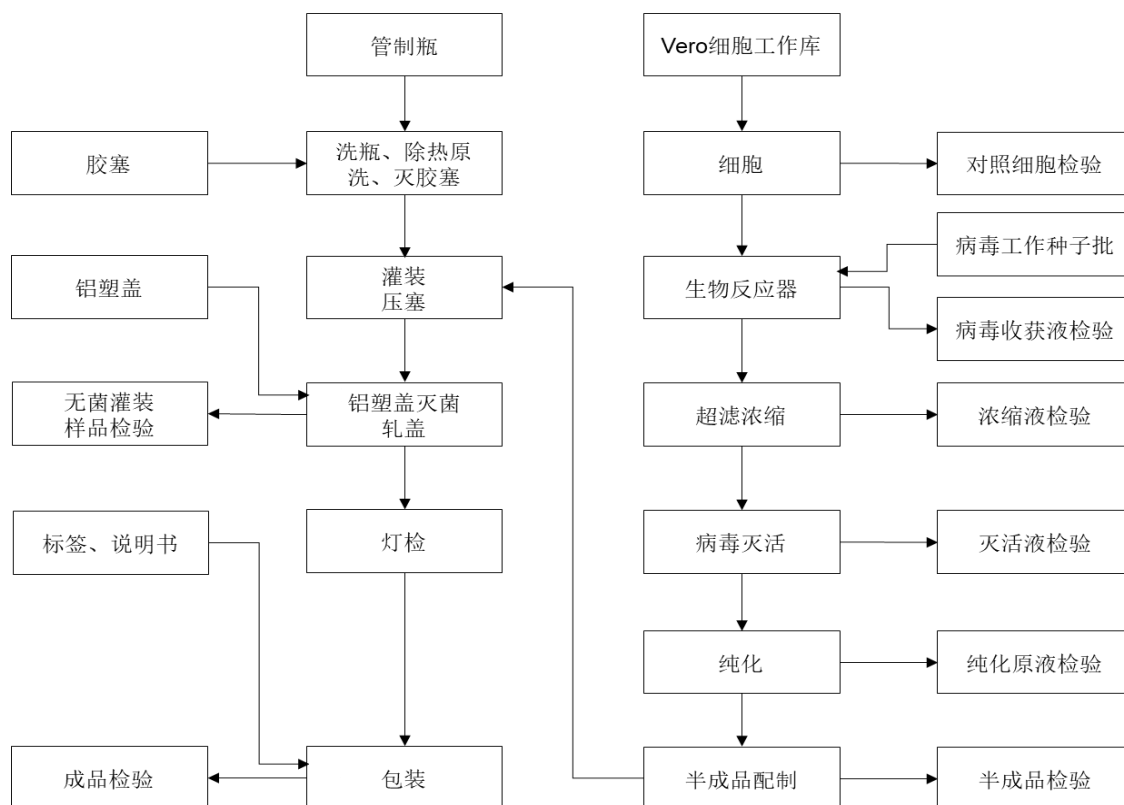 管制瓶
Vero细胞工作库
胶塞
洗瓶、除热原
洗、灭胶塞
细胞
对照细胞检验
病毒工作种子批
铝塑盖
灌装
压塞
生物反应器
病毒收获液检验
无菌灌装
样品检验
铝塑盖灭菌
轧盖
超滤浓缩
浓缩液检验
标签、说明书
灯检
病毒灭活
灭活液检验
纯化
纯化原液检验
成品检验
包装
半成品配制
半成品检验